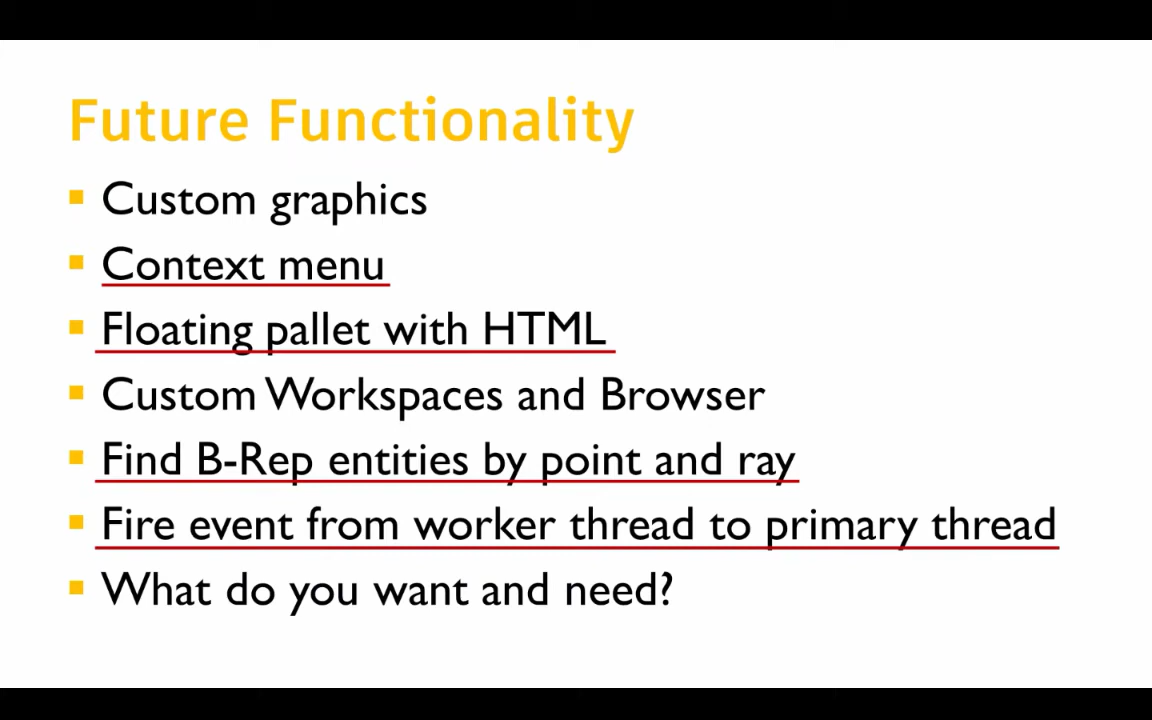 Future Functionality
Custom graphics
Context menu
Floating pallet with HTML
Custom Workspaces and Browser
Find B-Rep entities by point and ray
Fire event from worker thread to primary thread
What do you want and need?